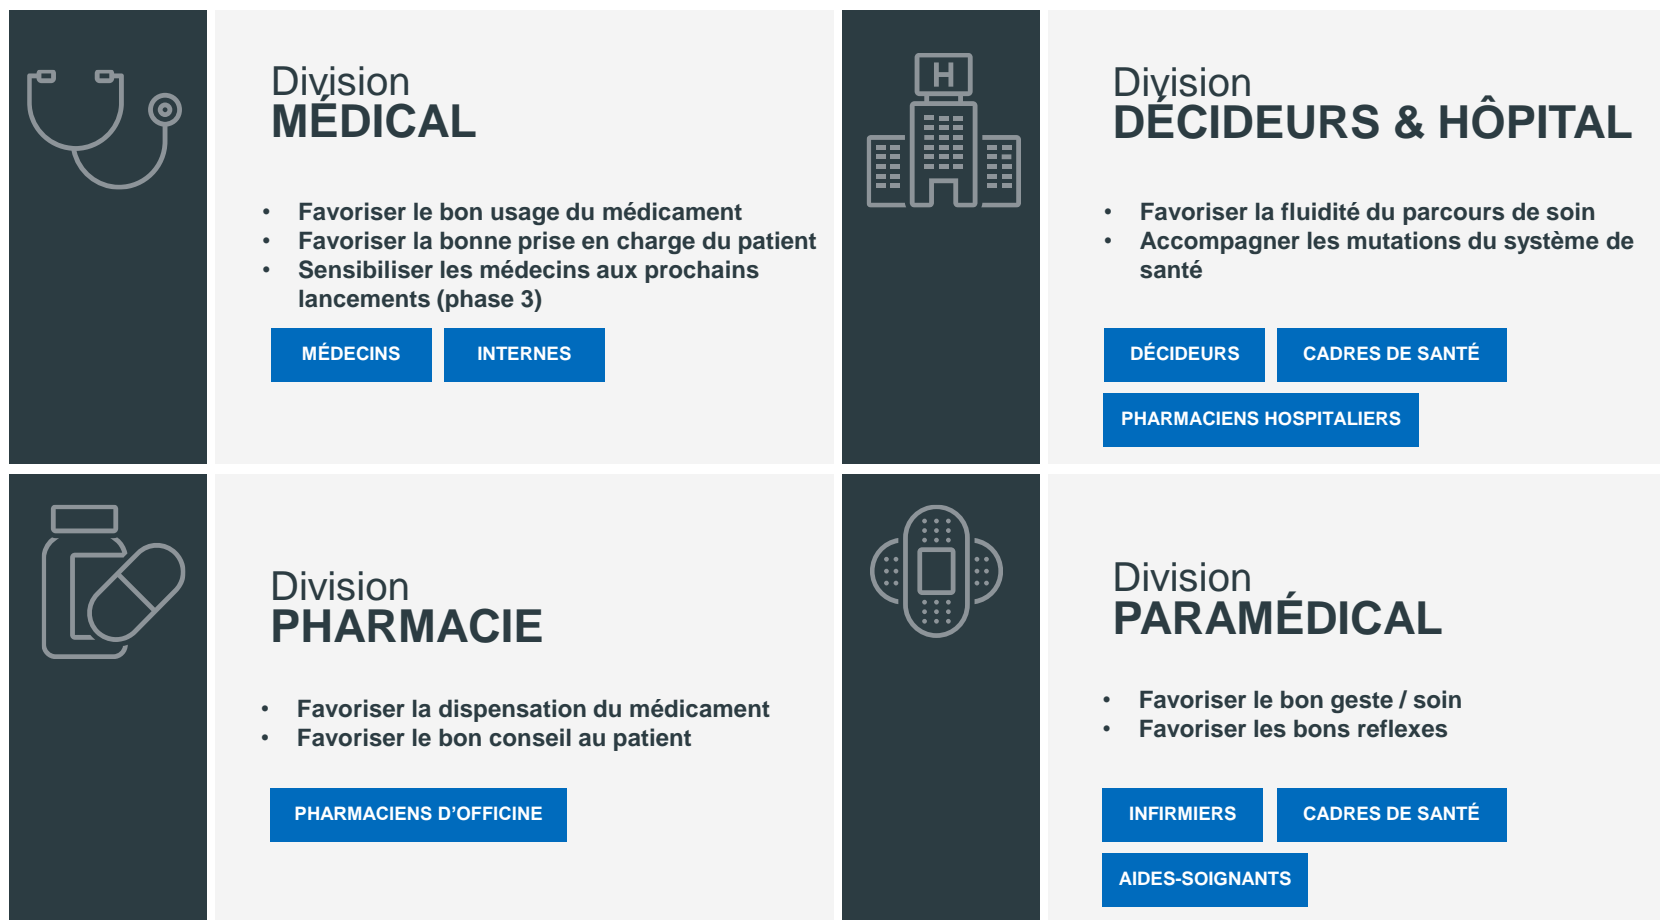 Division
MÉDICAL
• Favoriser le bon usage du médicament
• Favoriser la bonne prise en charge du patient
• Sensibiliser les médecins aux prochains
lancements (phase 3)
MÉDECINS
INTERNES
H
Division
DÉCIDEURS & HÔPITAL
• Favoriser la fluidité du parcours de soin
• Accompagner les mutations du système de
santé
DÉCIDEURS
CADRES DE SANTÉ
PHARMACIENS HOSPITALIERS
Division
PHARMACIE
• Favoriser la dispensation du médicament
• Favoriser le bon conseil au patient
PHARMACIENS D’OFFICINE
Division
PARAMÉDICAL
• Favoriser le bon geste / soin
• Favoriser les bons reflexes
INFIRMIERS
CADRES DE SANTÉ
AIDES-SOIGNANTS